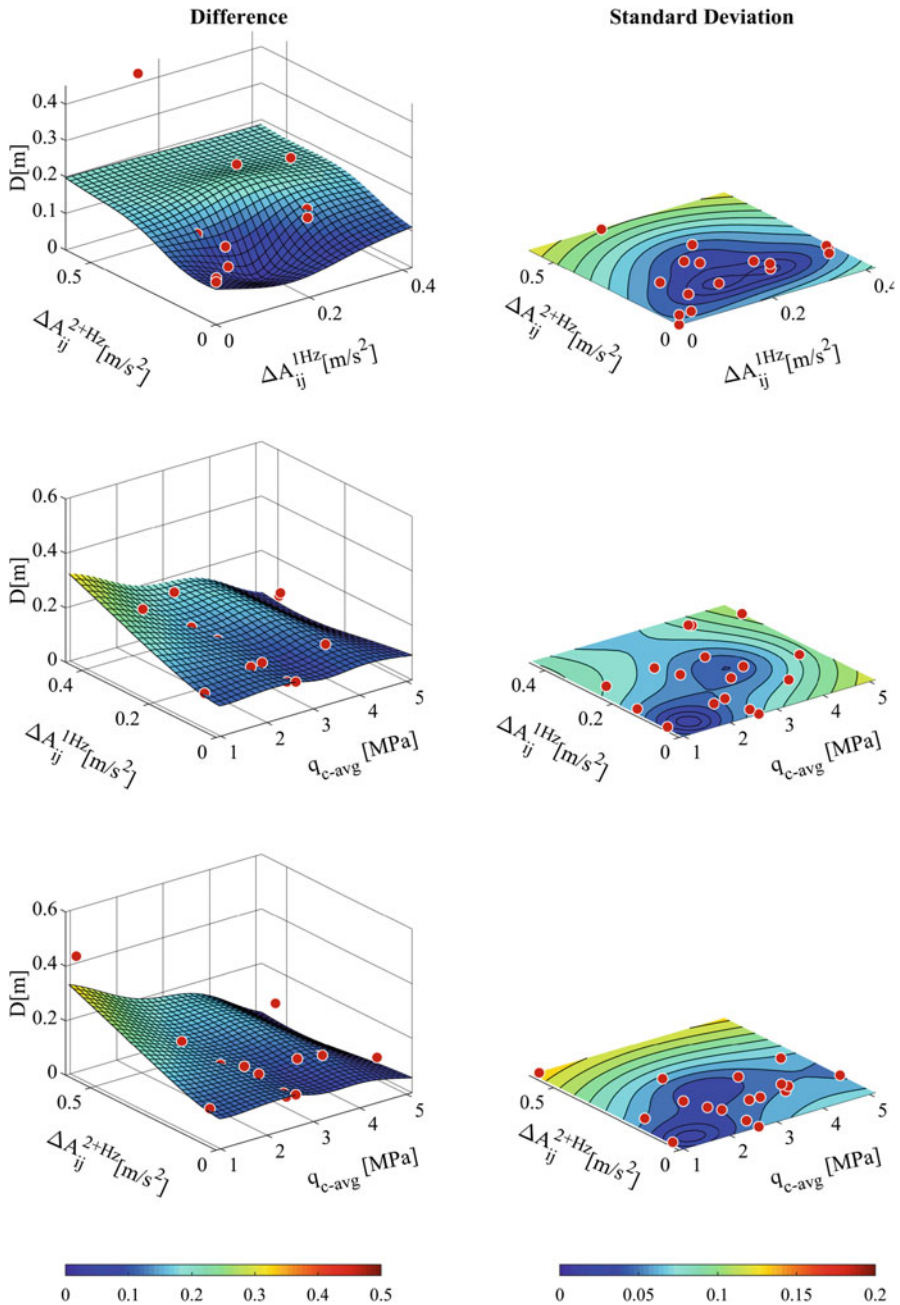 Difference Standard Deviation
0.4
0.3
0.2
0.1
0
D[m]
0.5
0 0
0.2
0.4
ΔA_ij^2+Hz[m/s^2]
ΔA_ij^1Hz[m/s^2]
0.5
0 0
0.2
0.4
ΔA_ij^2+Hz[m/s^2]
ΔA_ij^1Hz[m/s^2]
0.6
0.4
0.2
0
D[m]
0.4
0.2
0 1 2 3 4 5
ΔA_ij^1Hz[m/s^2]
q_c-avg [MPa]
0.4
0.2
0 1 2 3 4 5
ΔA_ij^1Hz[m/s^2]
q_c-avg [MPa]
0.6
0.4
0.2
0
D[m]
0.5
0 1 2 3 4 5
ΔA_ij^2+Hz[m/s^2]
q_c-avg [MPa]
0.5
0 1 2 3 4 5
ΔA_ij^2+Hz[m/s^2]
q_c-avg [MPa]
0 0.1 0.2 0.3 0.4 0.5
0 0.05 0.1 0.15 0.2